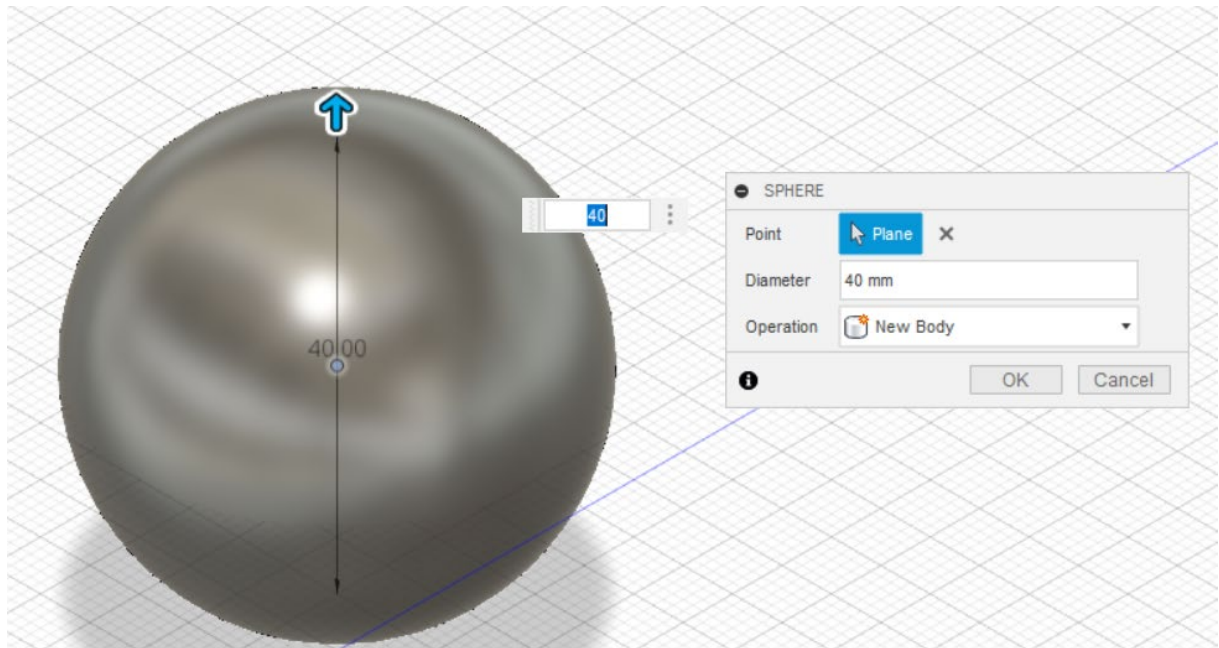 40
40.00
SPHERE
Point Plane
Diameter 40 mm
Operation New Body
OK Cancel